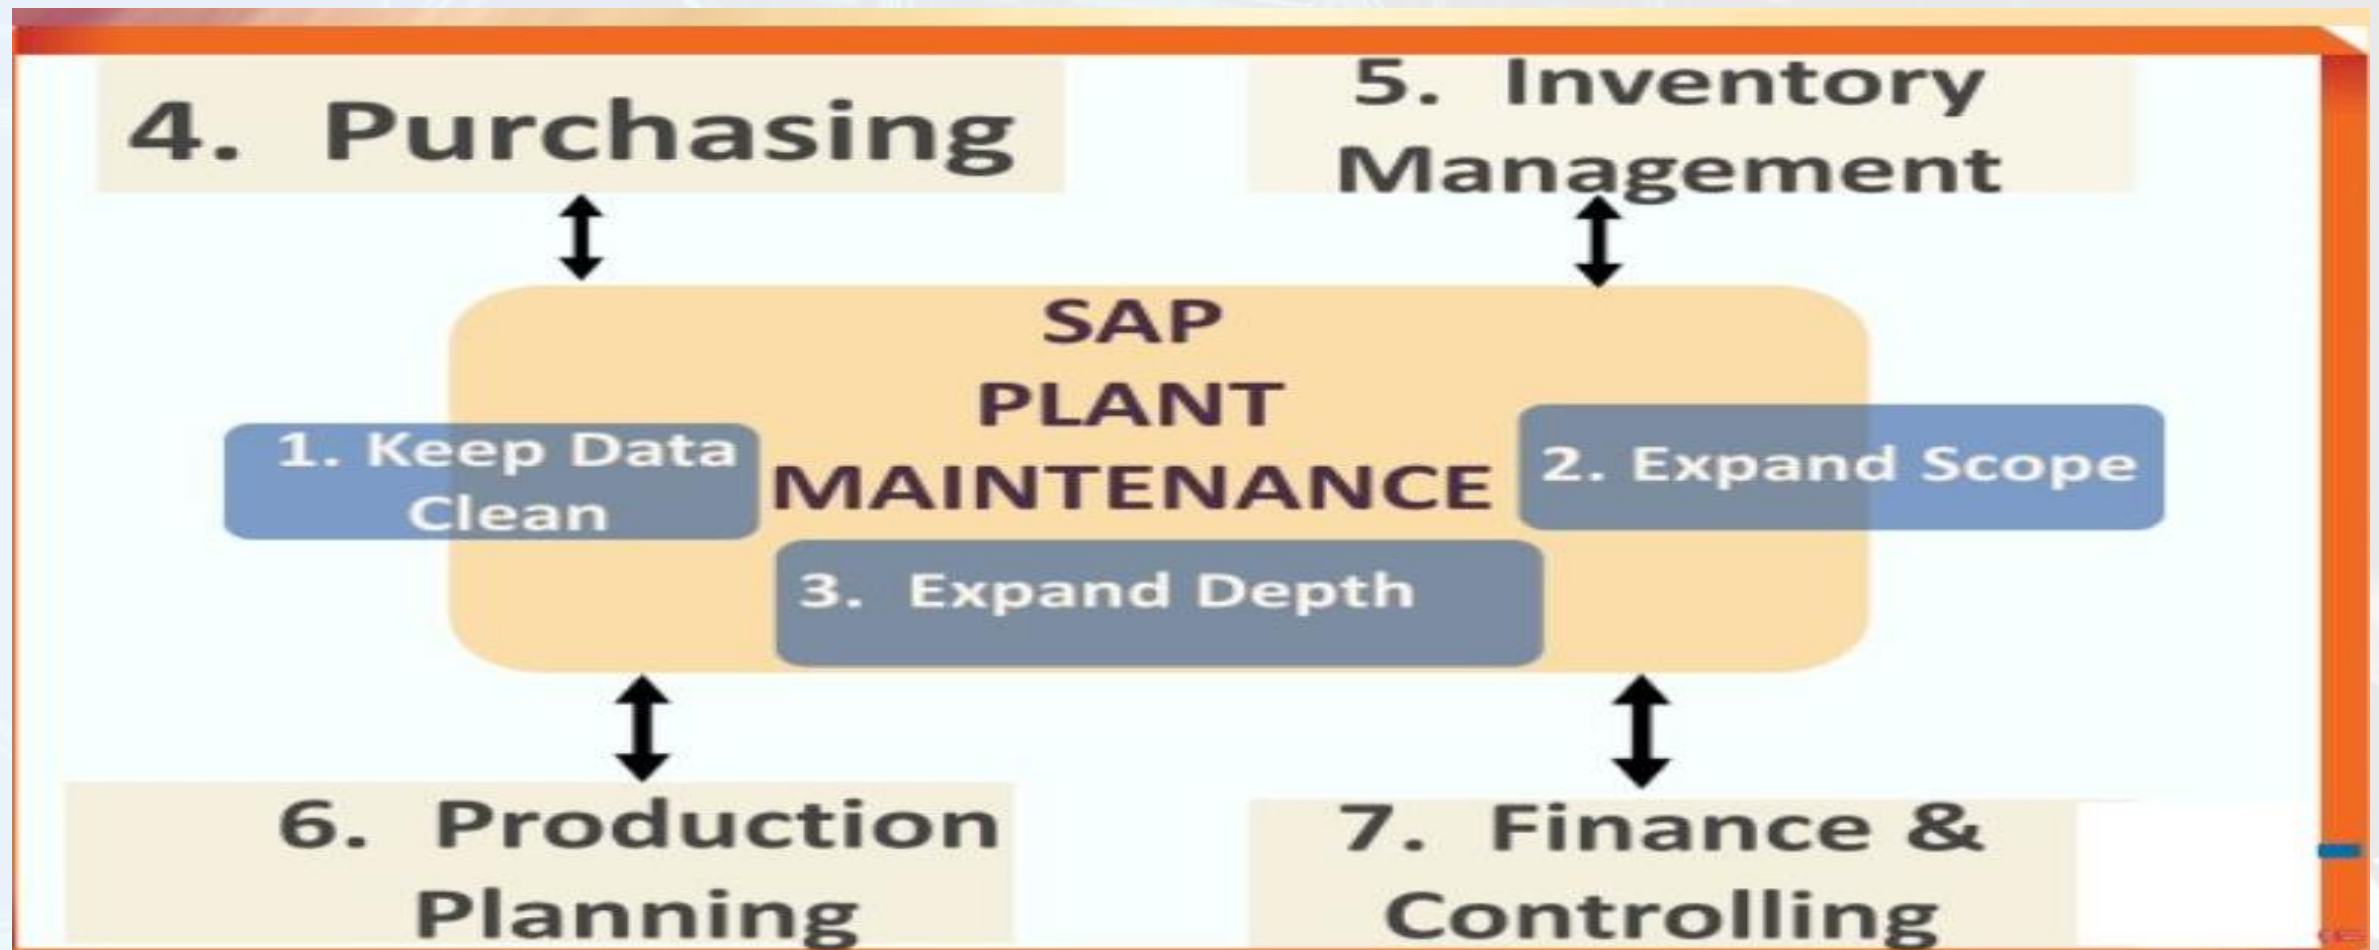 4. Purchasing
5. Inventory
Management
SAP
PLANT
MAINTENANCE
1. Keep Data
Clean
2. Expand Scope
3. Expand Depth
6. Production
Planning
7. Finance &
Controlling